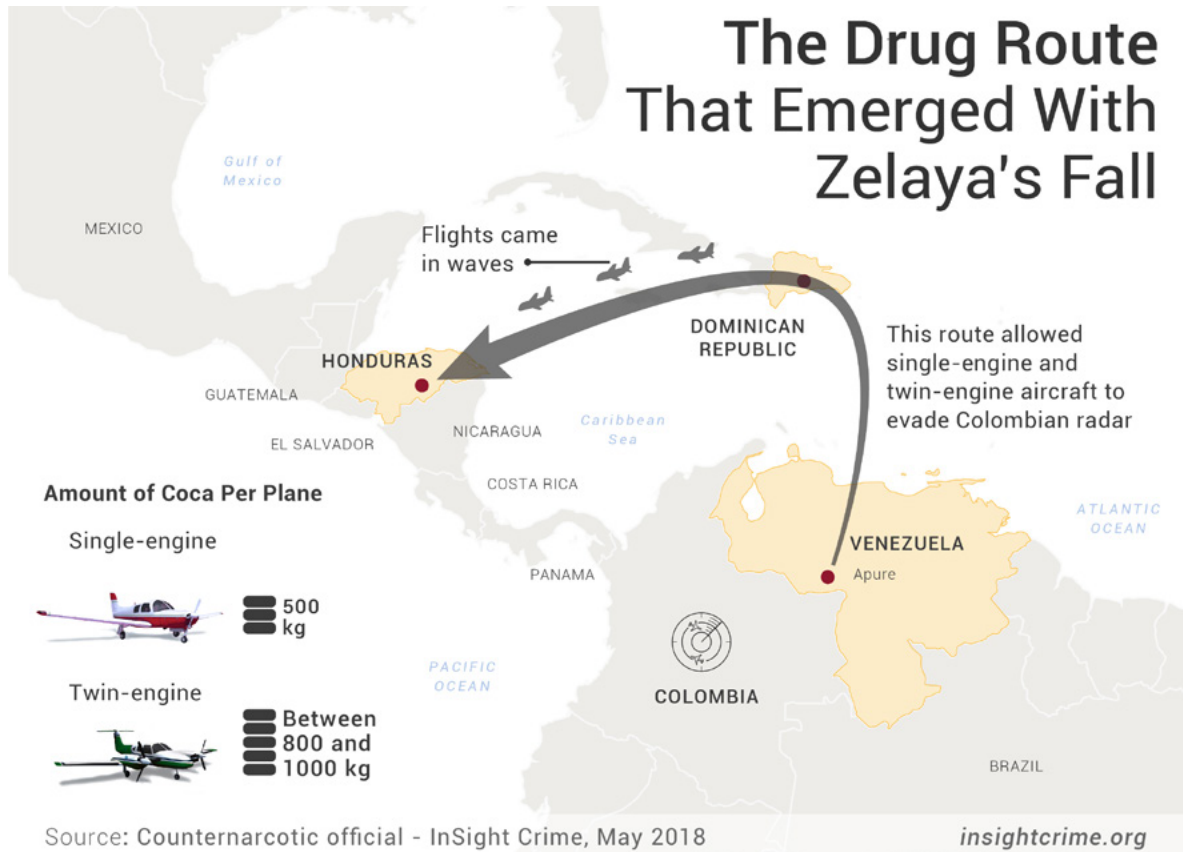 The Drug Route
That Emerged With
Zelaya's Fall
Gulf of
Mexico
MEXICO
Flights came
in waves
DOMINICAN
REPUBLIC
This route allowed
single-engine and
twin-engine aircraft to
evade Colombian radar
HONDURAS
GUATEMALA
EL SALVADOR
NICARAGUA
Caribbean
Sea
COSTA RICA
Amount of Coca Per Plane
Single-engine
500
kg
Twin-engine
Between
800 and
1000 kg
PANAMA
PACIFIC
OCEAN
ATLANTIC
OCEAN
VENEZUELA
Apure
COLOMBIA
BRAZIL
Source: Counternarcotic official - InSight Crime, May 2018
insightcrime.org